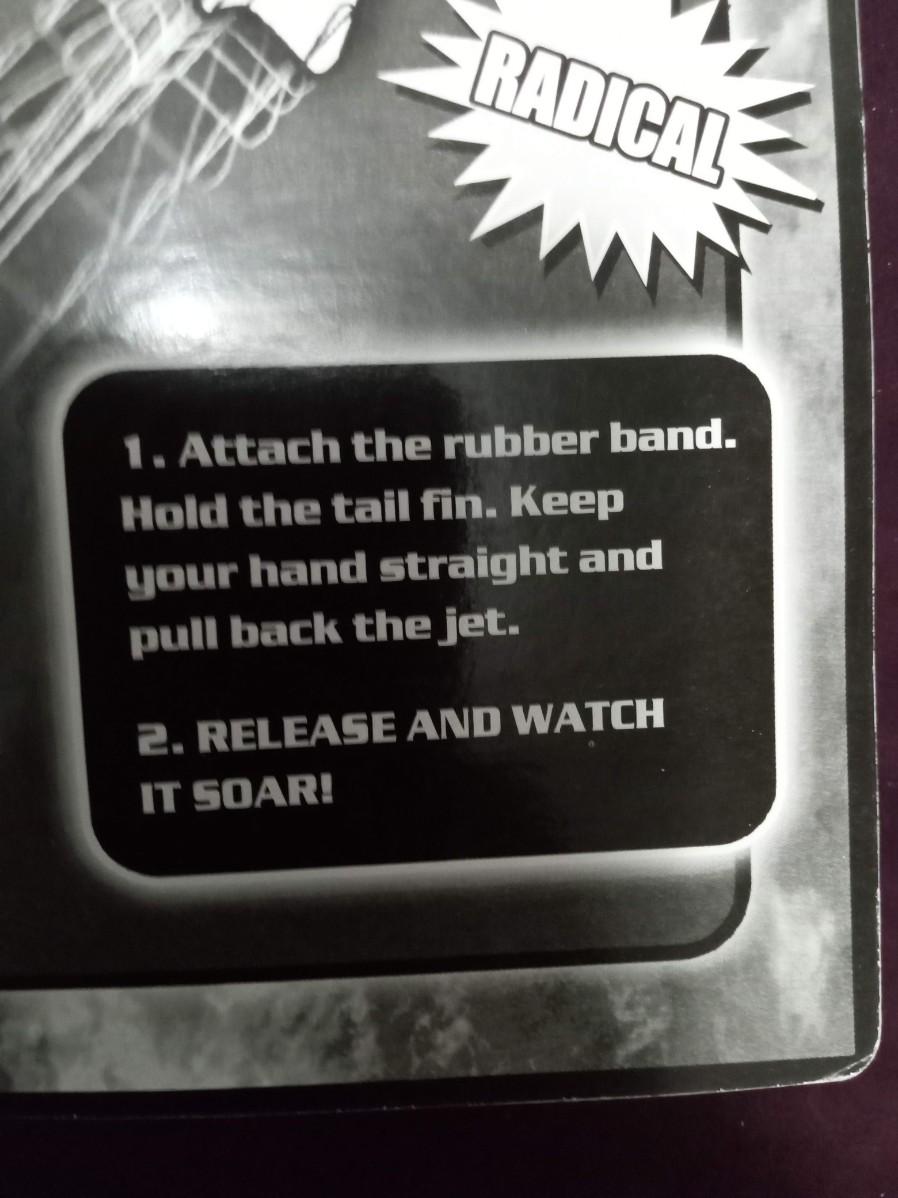 RADICAL
1. Attach the rubber band.
Hold the tail fin. Keep
your hand straight and
pull back the jet.
2. RELEASE AND WATCH
IT SOAR!